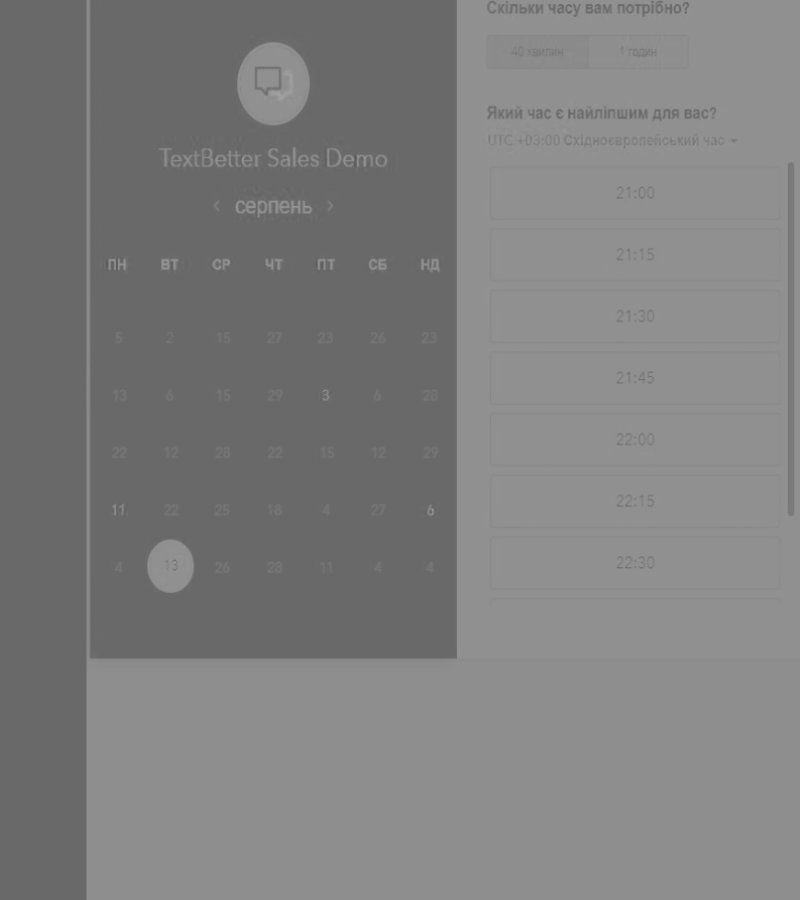 Скільки часу вам потрібно?
40 хвилин 1 годин
TextBetter Sales Demo
серпень
ПН ВТ СР ЧТ ПТ СБ НД
5 2 15 27 23 26 23
13 6 15 29 3 6 28
22 12 28 22 15 12 29
11 22 25 18 4 27 6
4 13 26 28 11 4 4
Який час є найліпшим для вас?
UTC +03:00 Східноєвропейський час
21:00
21:15
21:30
21:45
22:00
22:15
22:30